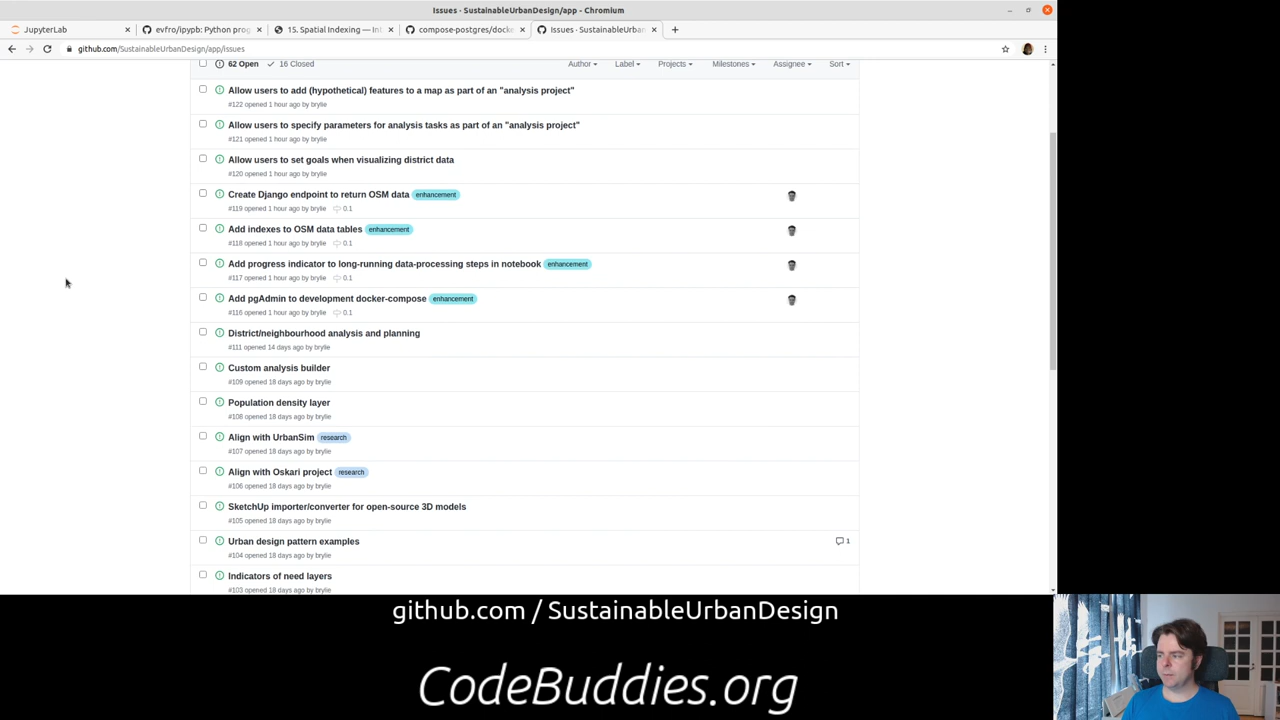 Issues · SustainableUrbanDesign/app - Chromium
JupyterLab
evfro/ipypb: Python prog
15. Spatial Indexing — Int
compose-postgres/docke
Issues · SustainableUrban
github.com/SustainableUrbanDesign/app/issues
62 Open
16 Closed
Author
Label
Projects
Milestones
Assignee
Sort
Allow users to add (hypothetical) features to a map as part of an "analysis project"
#122 opened 1 hour ago by brylie
Allow users to specify parameters for analysis tasks as part of an "analysis project"
#121 opened 1 hour ago by brylie
Allow users to set goals when visualizing district data
#120 opened 1 hour ago by brylie
Create Django endpoint to return OSM data enhancement
#119 opened 1 hour ago by brylie 0.1
Add indexes to OSM data tables enhancement
#118 opened 1 hour ago by brylie 0.1
Add progress indicator to long-running data-processing steps in notebook enhancement
#117 opened 1 hour ago by brylie 0.1
Add pgAdmin to development docker-compose enhancement
#116 opened 1 hour ago by brylie 0.1
District/neighbourhood analysis and planning
#111 opened 14 days ago by brylie
Custom analysis builder
#109 opened 18 days ago by brylie
Population density layer
#108 opened 18 days ago by brylie
Align with UrbanSim research
#107 opened 18 days ago by brylie
Align with Oskari project research
#106 opened 18 days ago by brylie
SketchUp importer/converter for open-source 3D models
#105 opened 18 days ago by brylie
Urban design pattern examples
1
#104 opened 18 days ago by brylie
Indicators of need layers
#103 opened 18 days ago by brylie
github.com / SustainableUrbanDesign
CodeBuddies.org